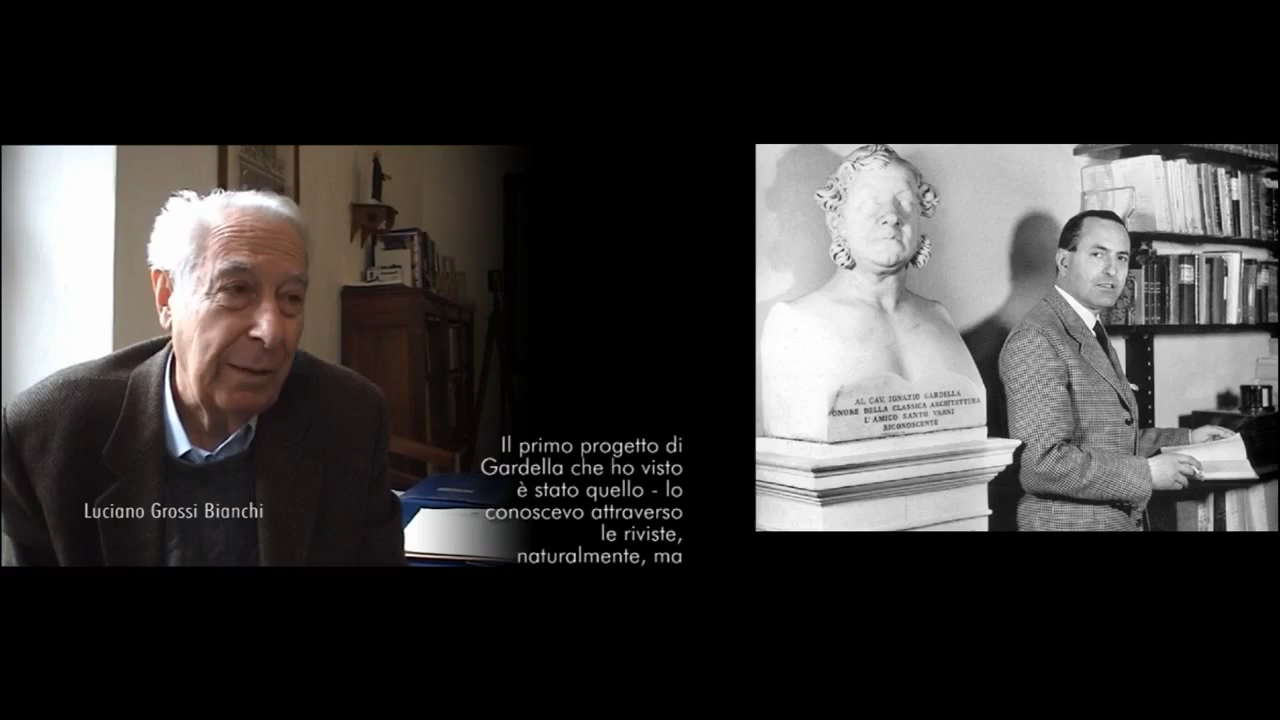 Luciano Grossi Bianchi
Il primo progetto di
Gardella che ho visto
è stato quello - lo
conoscevo attraverso
le riviste,
naturalmente, ma
AL CAV. IGNAZIO GARDELLA
ONORE DELLA CLASSICA ARCHITETTURA
L'AMICO SANTO VARNI
RICONOSCENTE